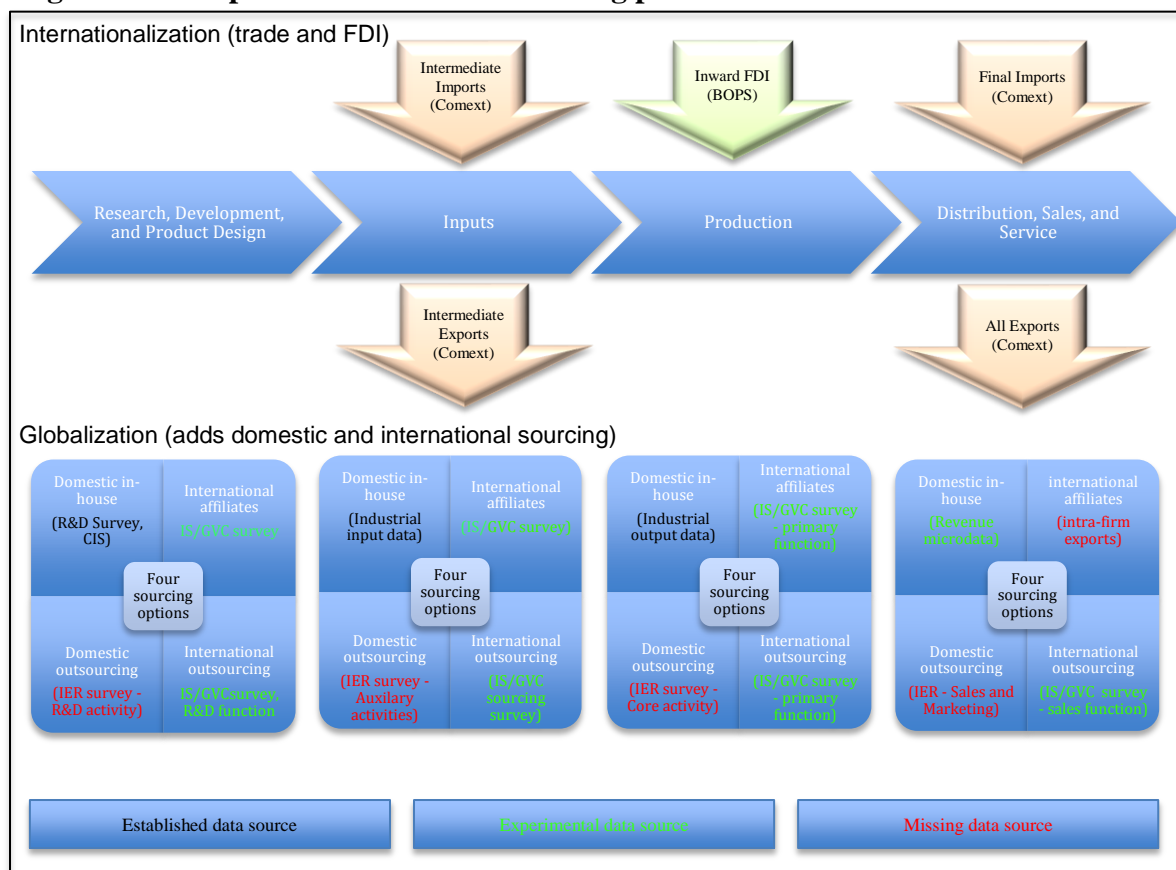 Internationalization (trade and FDI)
Intermediate
Imports
(Comext)
Inward FDI
(BOPS)
Final Imports
(Comext)
Research, Development,
and Product Design
Inputs
Production
Distribution, Sales, and
Service
Intermediate
Exports
(Comext)
All Exports
(Comext)
Globalization (adds domestic and international sourcing)
Domestic in-
house
(R&D Survey,
CIS)
International
affiliates
IS/GVC survey
Four
sourcing
options
Domestic
outsourcing
(IER survey -
R&D activity)
International
outsourcing
IS/GVCsurvey,
R&D function
Domestic in-
house
(Industrial
input data)
International
affiliates
(IS/GVC survey)
Four
sourcing
options
Domestic
outsourcing
(IER survey -
Auxilary
activities)
International
outsourcing
(IS/GVC
sourcing
survey)
Domestic in-
house
(Industrial
output data)
International
affiliates
(IS/GVC survey
- primary
function)
Four
sourcing
options
Domestic
outsourcing
(IER survey -
Core activity)
International
outsourcing
(IS/GVC survey
- primary
function)
Domestic in-
house
(Revenue
microdata)
international
affiliates
(intra-firm
exports)
Four
sourcing
options
Domestic
outsourcing
(IER - Sales and
Marketing)
International
outsourcing
(IS/GVC survey
- sales function)
Established data source
Experimental data source
Missing data source